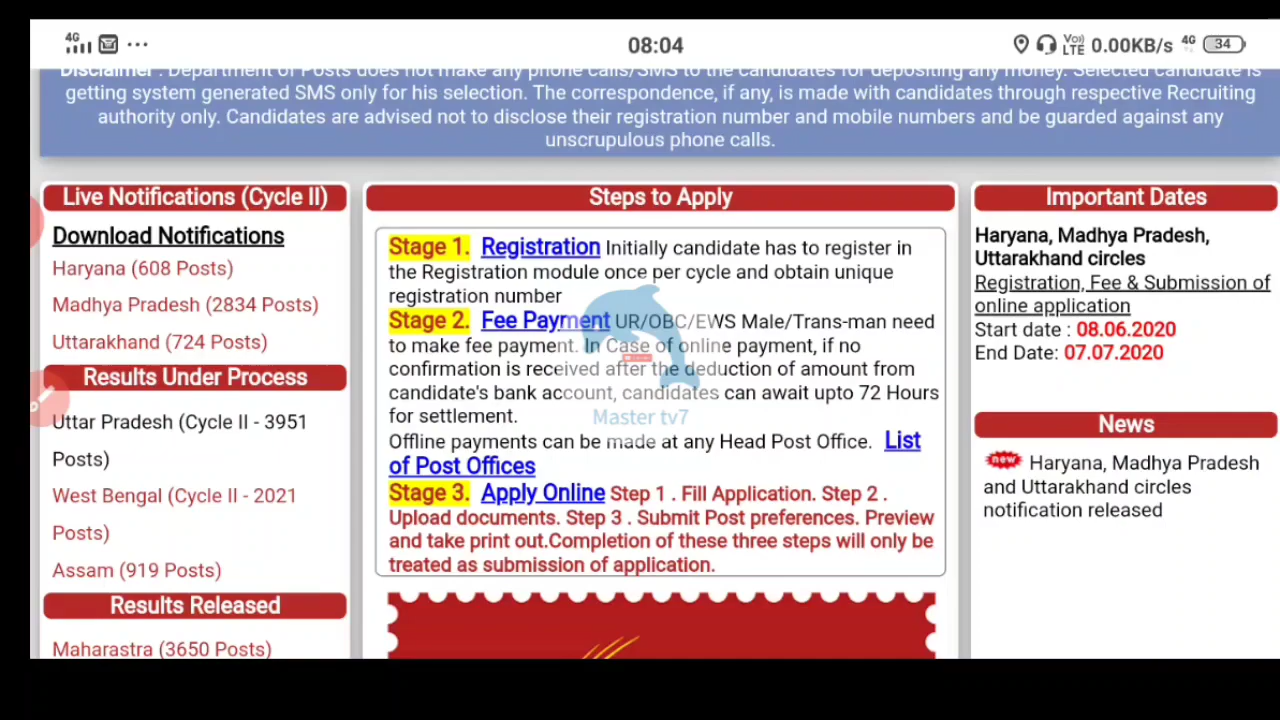 4G
08:04
Vo)) LTE 0.00KB/s 4G 34
Disclaimer : Department of Posts does not make any phone calls/SMS to the candidates for depositing any money. Selected candidate is
getting system generated SMS only for his selection. The correspondence, if any, is made with candidates through respective Recruiting
authority only. Candidates are advised not to disclose their registration number and mobile numbers and be guarded against any
unscrupulous phone calls.
Live Notifications (Cycle II)
Download Notifications
Haryana (608 Posts)
Madhya Pradesh (2834 Posts)
Uttarakhand (724 Posts)
Results Under Process
Uttar Pradesh (Cycle II - 3951
Posts)
West Bengal (Cycle II - 2021
Posts)
Assam (919 Posts)
Results Released
Maharastra (3650 Posts)
Steps to Apply
Stage 1. Registration Initially candidate has to register in
the Registration module once per cycle and obtain unique
registration number
Stage 2. Fee Payment UR/OBC/EWS Male/Trans-man need
to make fee payment. In Case of online payment, if no
confirmation is received after the deduction of amount from
candidate's bank account, candidates can await upto 72 Hours
for settlement.
Master tv7
Offline payments can be made at any Head Post Office. List
of Post Offices
Stage 3. Apply Online Step 1 . Fill Application. Step 2 .
Upload documents. Step 3 . Submit Post preferences. Preview
and take print out.Completion of these three steps will only be
treated as submission of application.
Important Dates
Haryana, Madhya Pradesh,
Uttarakhand circles
Registration, Fee & Submission of
online application
Start date : 08.06.2020
End Date: 07.07.2020
News
new Haryana, Madhya Pradesh
and Uttarakhand circles
notification released